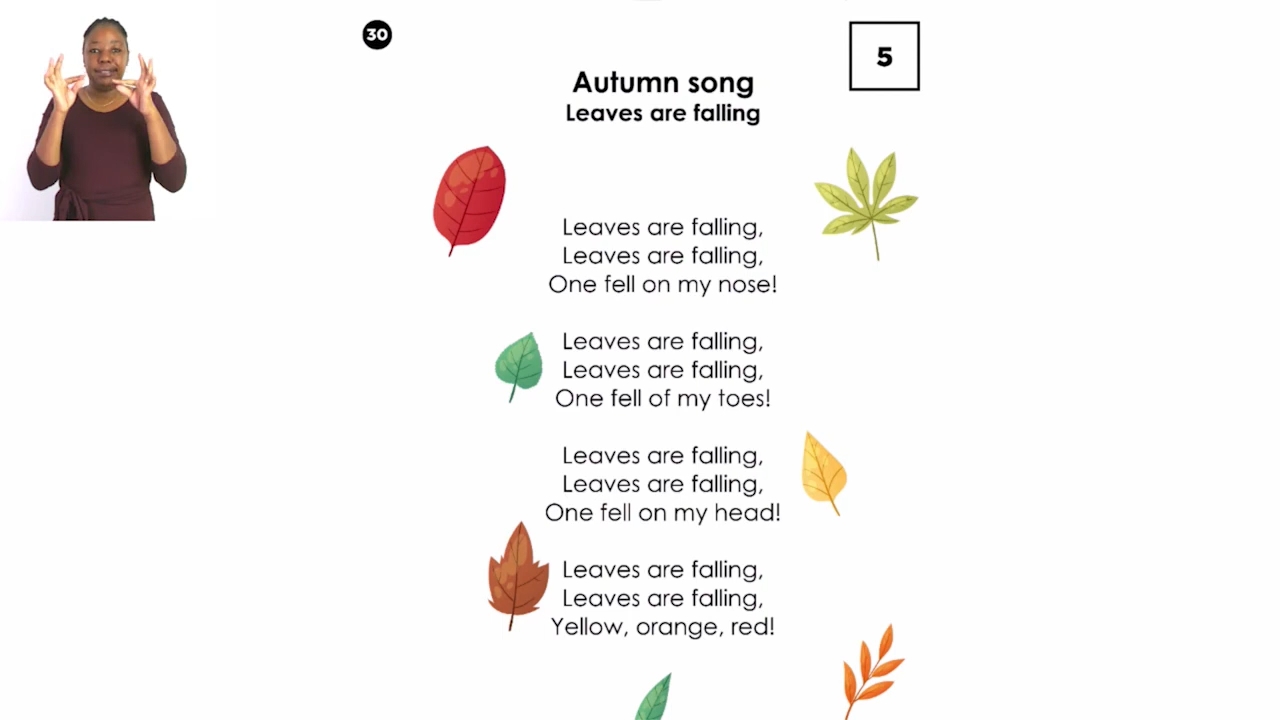 30
5
Autumn song
Leaves are falling
Leaves are falling,
Leaves are falling,
One fell on my nose!
Leaves are falling,
Leaves are falling,
One fell of my toes!
Leaves are falling,
Leaves are falling,
One fell on my head!
Leaves are falling,
Leaves are falling,
Yellow, orange, red!